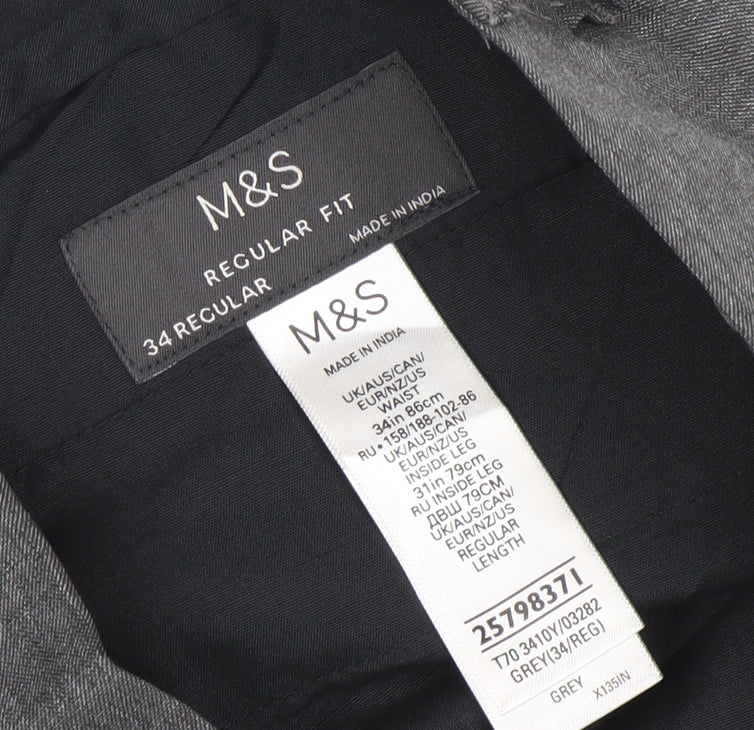 M&S
REGULAR FIT
34 REGULAR
MADE IN INDIA
M&S
MADE IN INDIA
UK/AUS/CAN/
EUR/NZ/US
WAIST
34in 86cm
RU•158/188-102-86
UK/AUS/CAN/
EUR/NZ/US
INSIDE LEG
31in 79cm
RU INSIDE LEG
ДВШ 79CM
UK/AUS/CAN/
EUR/NZ/US
REGULAR
LENGTH
25798371
T70 3410Y/03282
GREY(34/REG)
GREY X135IN